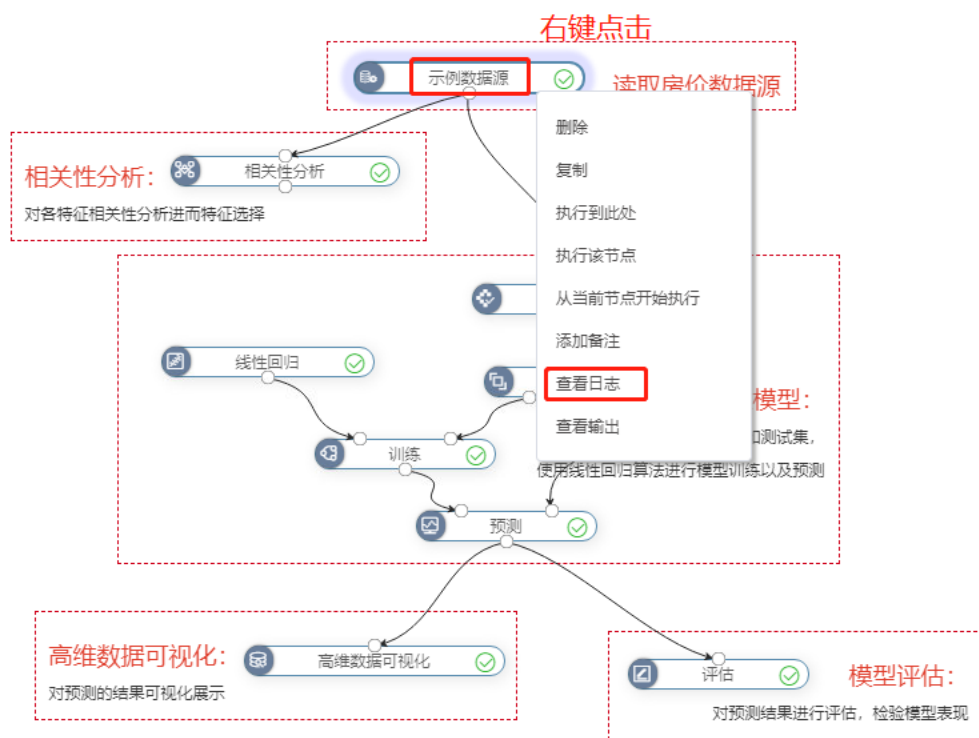 右键点击
示例数据源
读取房价数据源
删除
复制
执行到此处
执行该节点
从当前节点开始执行
添加备注
查看日志
查看输出
相关性分析：
相关性分析
对各特征相关性分析进而特征选择
线性回归
模型：
和测试集，
使用线性回归算法进行模型训练以及预测
训练
预测
高维数据可视化：
高维数据可视化
对预测的结果可视化展示
评估
模型评估：
对预测结果进行评估，检验模型表现